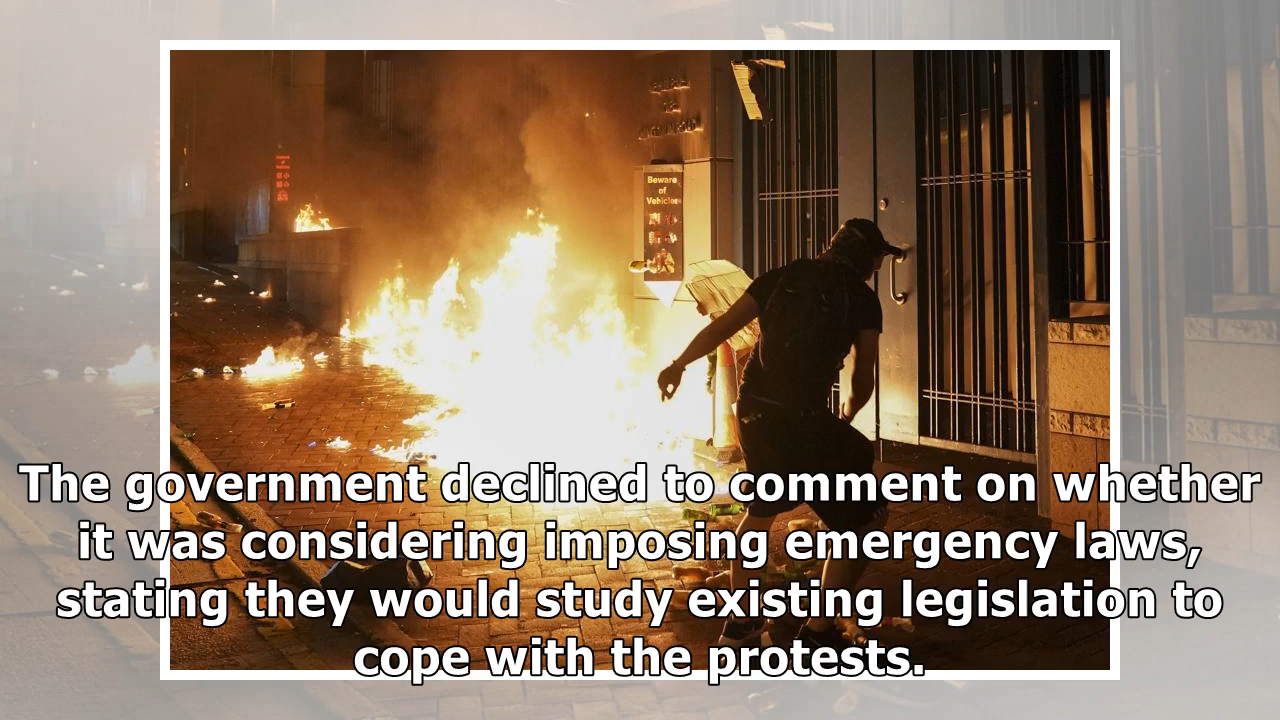 Beware
of
Vehicles
The government declined to comment on whether
it was considering imposing emergency laws,
stating they would study existing legislation to
cope with the protests.